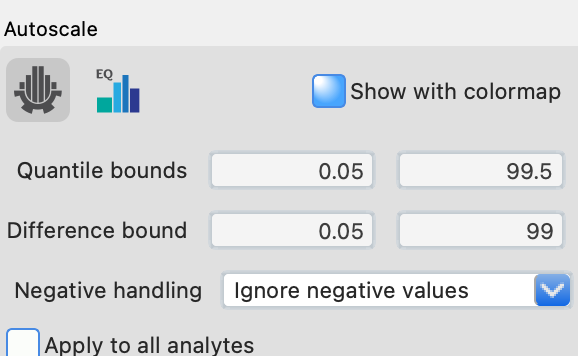 Autoscale
EQ
Show with colormap
Quantile bounds 0.05 99.5
Difference bound 0.05 99
Negative handling Ignore negative values
Apply to all analytes